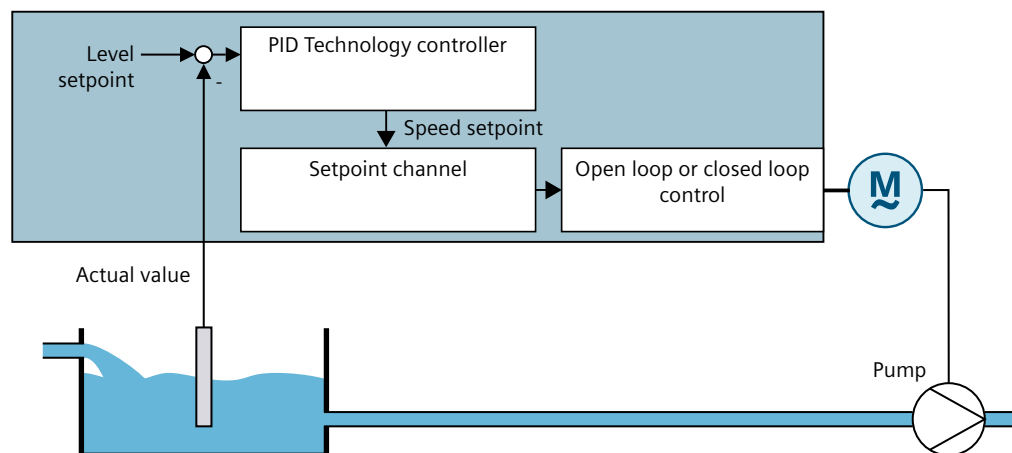 Level
setpoint
-
PID Technology controller
Speed setpoint
Setpoint channel
Open loop or closed loop
control
M
~
Actual value
Pump